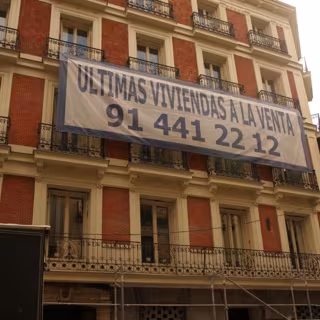 ULTIMAS VIVIENDAS A LA VENTA
91 441 22 12